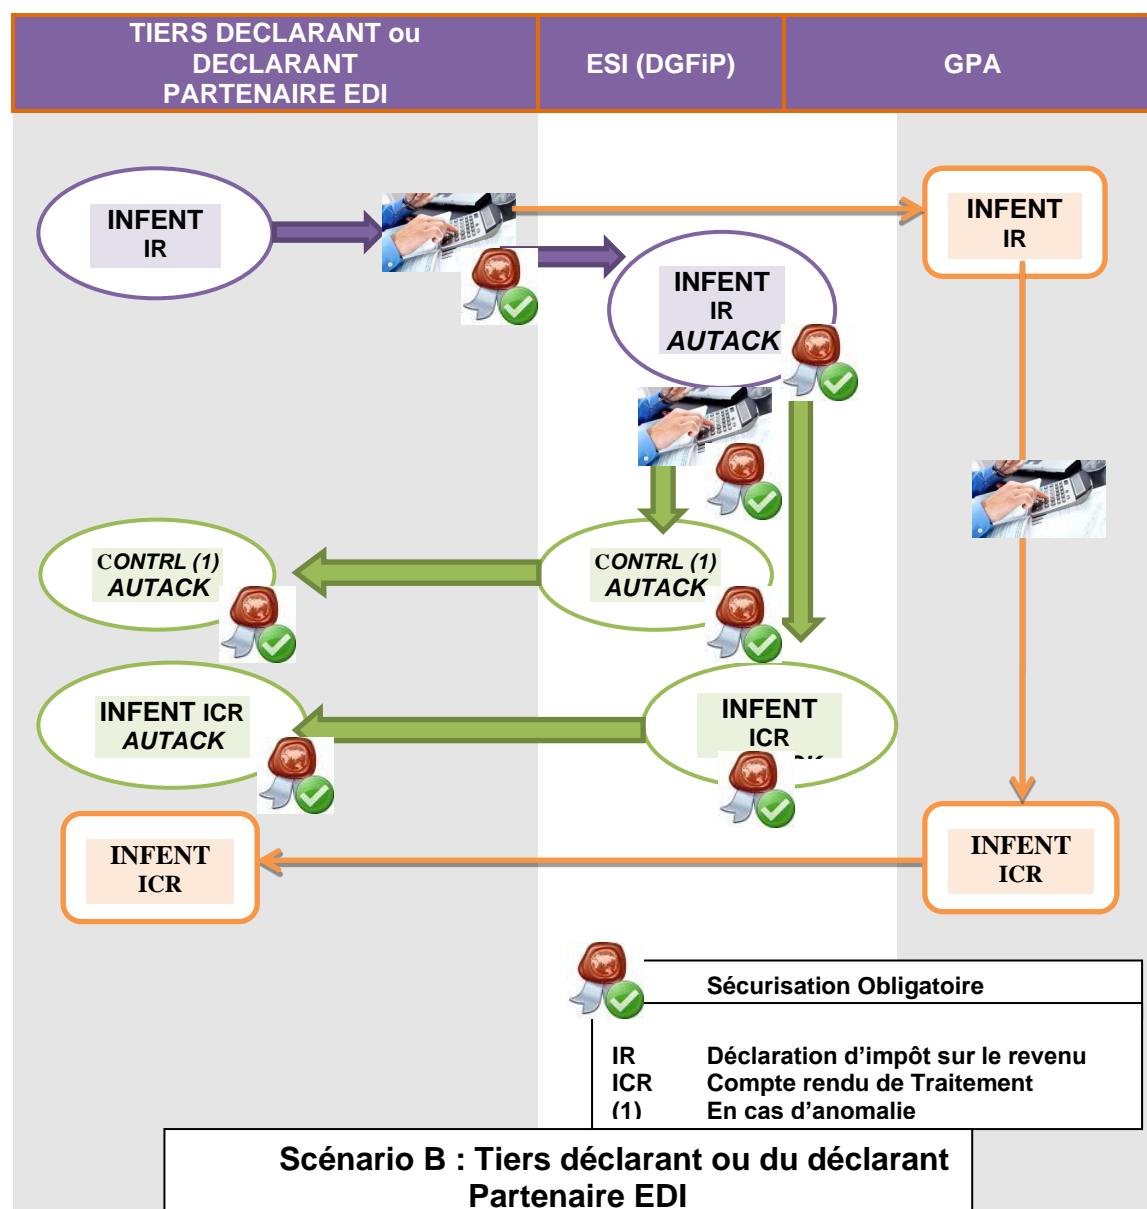 TIERS DECLARANT ou
DECLARANT
PARTENAIRE EDI
ESI (DGFiP)
GPA
INFENT
IR
INFENT
IR
AUTACK
INFENT
IR
CONTRL (1)
AUTACK
CONTRL (1)
AUTACK
INFENT ICR
AUTACK
INFENT
ICR
INFENT
ICR
INFENT
ICR
Sécurisation Obligatoire
IR Déclaration d’impôt sur le revenu
ICR Compte rendu de Traitement
(1) En cas d’anomalie
Scénario B : Tiers déclarant ou du déclarant
Partenaire EDI